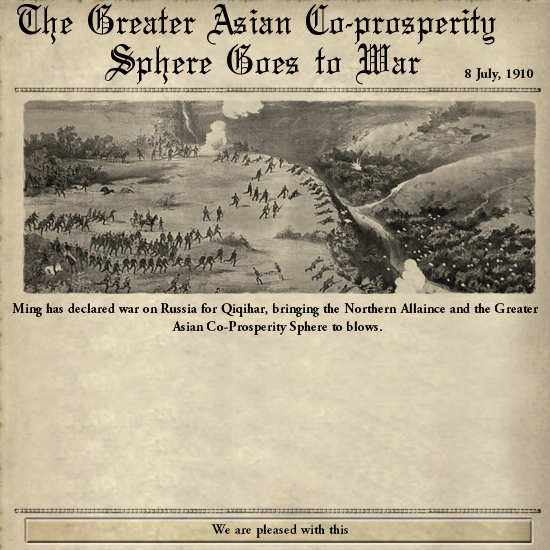 The Greater Asian Co-prosperity
Sphere Goes to War
8 July, 1910
Ming has declared war on Russia for Qiqihar, bringing the Northern Allaince and the Greater
Asian Co-Prosperity Sphere to blows.
We are pleased with this